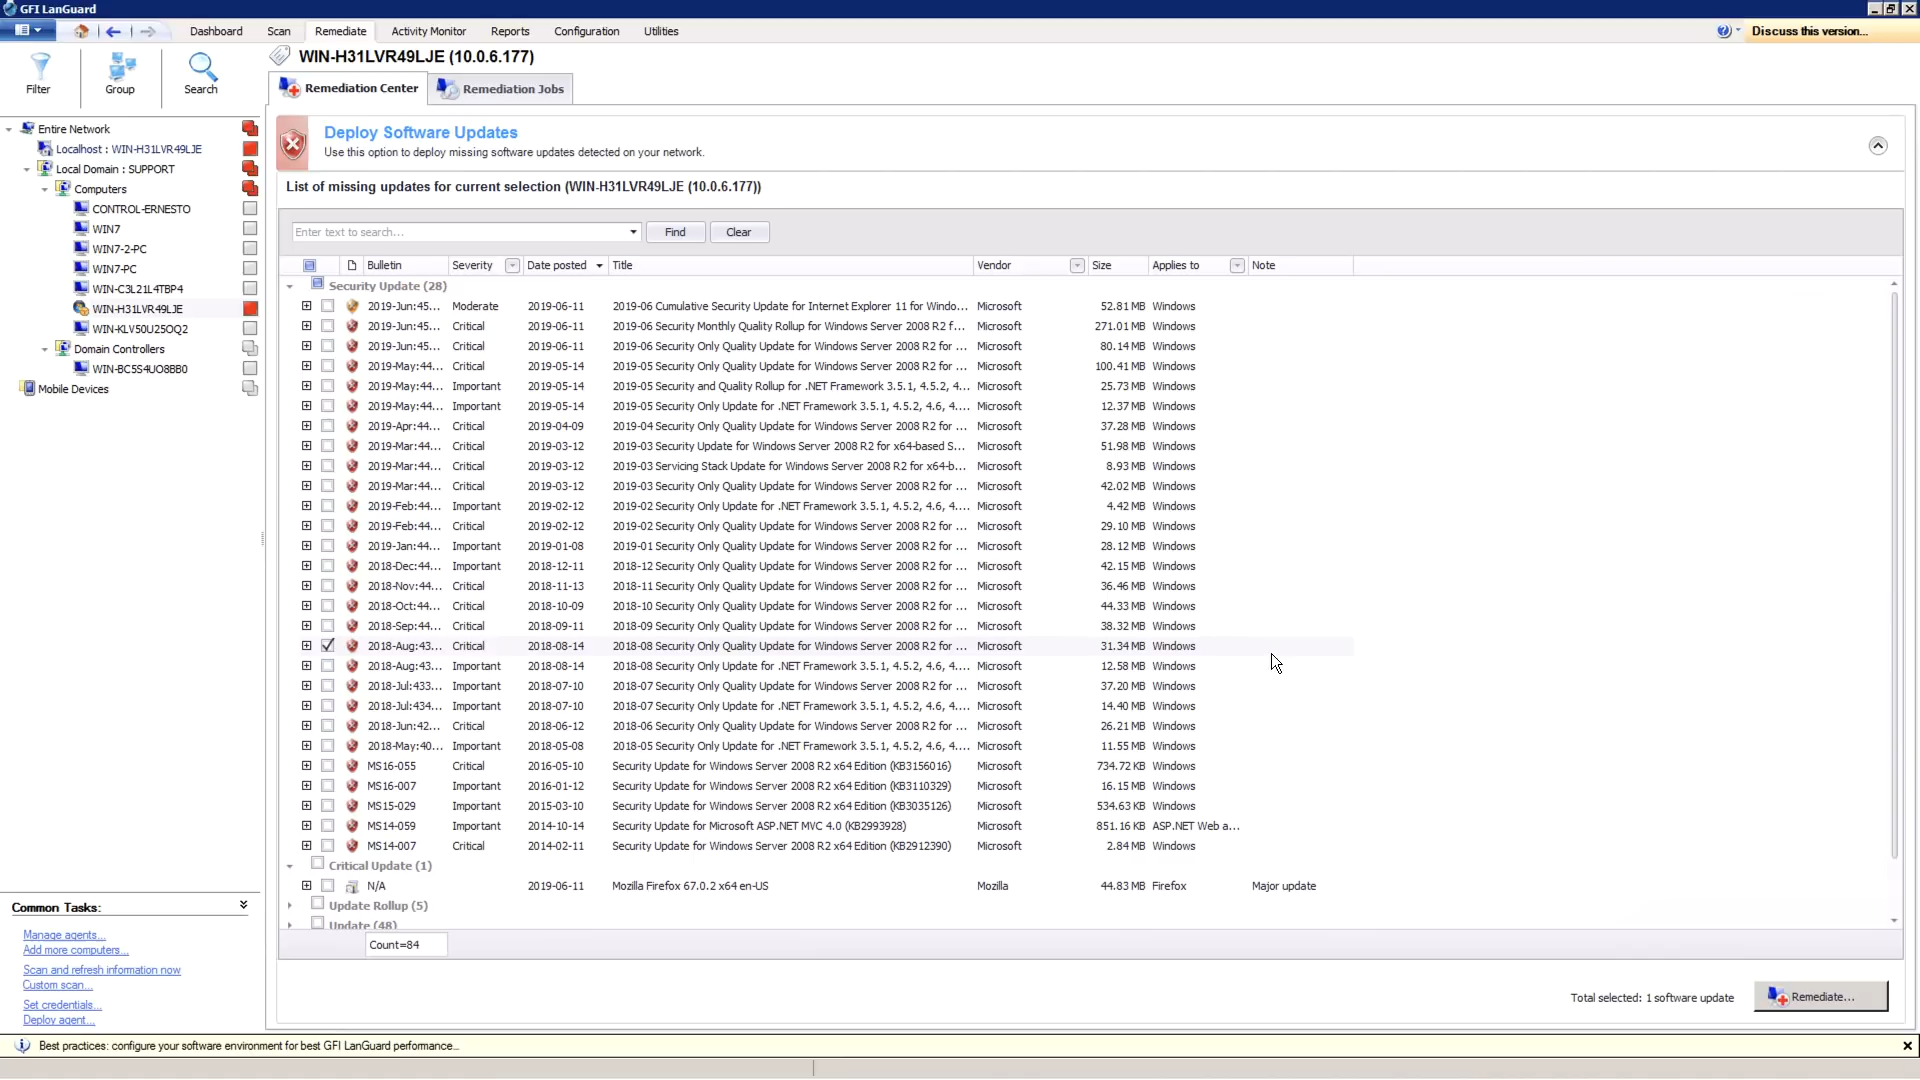 GFI LanGuard
Dashboard Scan Remediate Activity Monitor Reports Configuration Utilities Discuss this version...
Filter Group Search
WIN-H31LVR49LJE (10.0.6.177)
Remediation Center Remediation Jobs
Entire Network
Localhost : WIN-H31LVR49LJE
Local Domain : SUPPORT
Computers
CONTROL-ERNESTO
WIN7
WIN7-2-PC
WIN7-PC
WIN-C3L21L4TBP4
WIN-H31LVR49LJE
WIN-KLV50U25OQ2
Domain Controllers
WIN-BC5S4UO8BB0
Mobile Devices
Common Tasks:
Manage agents...
Add more computers...
Scan and refresh information now
Custom scan...
Set credentials...
Deploy agent...
Deploy Software Updates
Use this option to deploy missing software updates detected on your network.
List of missing updates for current selection (WIN-H31LVR49LJE (10.0.6.177))
Enter text to search... Find Clear
Bulletin Severity Date posted Title Vendor Size Applies to Note
Security Update (28)
2019-Jun:45... Moderate 2019-06-11 2019-06 Cumulative Security Update for Internet Explorer 11 for Windo... Microsoft 52.81 MB Windows
2019-Jun:45... Critical 2019-06-11 2019-06 Security Monthly Quality Rollup for Windows Server 2008 R2 f... Microsoft 271.01 MB Windows
2019-Jun:45... Critical 2019-06-11 2019-06 Security Only Quality Update for Windows Server 2008 R2 for ... Microsoft 80.14 MB Windows
2019-May:44... Critical 2019-05-14 2019-05 Security Only Quality Update for Windows Server 2008 R2 for ... Microsoft 100.41 MB Windows
2019-May:44... Important 2019-05-14 2019-05 Security and Quality Rollup for .NET Framework 3.5.1, 4.5.2, 4... Microsoft 25.73 MB Windows
2019-May:44... Important 2019-05-14 2019-05 Security Only Update for .NET Framework 3.5.1, 4.5.2, 4.6, 4.... Microsoft 12.37 MB Windows
2019-Apr:44... Critical 2019-04-09 2019-04 Security Only Quality Update for Windows Server 2008 R2 for ... Microsoft 37.28 MB Windows
2019-Mar:44... Critical 2019-03-12 2019-03 Security Update for Windows Server 2008 R2 for x64-based S... Microsoft 51.98 MB Windows
2019-Mar:44... Critical 2019-03-12 2019-03 Servicing Stack Update for Windows Server 2008 R2 for x64-b... Microsoft 8.93 MB Windows
2019-Mar:44... Critical 2019-03-12 2019-03 Security Only Quality Update for Windows Server 2008 R2 for ... Microsoft 42.02 MB Windows
2019-Feb:44... Important 2019-02-12 2019-02 Security Only Update for .NET Framework 3.5.1, 4.5.2, 4.6, 4.... Microsoft 4.42 MB Windows
2019-Feb:44... Critical 2019-02-12 2019-02 Security Only Quality Update for Windows Server 2008 R2 for ... Microsoft 29.10 MB Windows
2019-Jan:44... Important 2019-01-08 2019-01 Security Only Quality Update for Windows Server 2008 R2 for ... Microsoft 28.12 MB Windows
2018-Dec:44... Important 2018-12-11 2018-12 Security Only Quality Update for Windows Server 2008 R2 for ... Microsoft 42.15 MB Windows
2018-Nov:44... Critical 2018-11-13 2018-11 Security Only Quality Update for Windows Server 2008 R2 for ... Microsoft 36.46 MB Windows
2018-Oct:44... Critical 2018-10-09 2018-10 Security Only Quality Update for Windows Server 2008 R2 for ... Microsoft 44.33 MB Windows
2018-Sep:44... Critical 2018-09-11 2018-09 Security Only Quality Update for Windows Server 2008 R2 for ... Microsoft 38.32 MB Windows
2018-Aug:43... Critical 2018-08-14 2018-08 Security Only Quality Update for Windows Server 2008 R2 for ... Microsoft 31.34 MB Windows
2018-Aug:43... Important 2018-08-14 2018-08 Security Only Update for .NET Framework 3.5.1, 4.5.2, 4.6, 4.... Microsoft 12.58 MB Windows
2018-Jul:433... Important 2018-07-10 2018-07 Security Only Quality Update for Windows Server 2008 R2 for ... Microsoft 37.20 MB Windows
2018-Jul:434... Important 2018-07-10 2018-07 Security Only Update for .NET Framework 3.5.1, 4.5.2, 4.6, 4.... Microsoft 14.40 MB Windows
2018-Jun:42... Critical 2018-06-12 2018-06 Security Only Quality Update for Windows Server 2008 R2 for ... Microsoft 26.21 MB Windows
2018-May:40... Important 2018-05-08 2018-05 Security Only Update for .NET Framework 3.5.1, 4.5.2, 4.6, 4.... Microsoft 11.55 MB Windows
MS16-055 Critical 2016-05-10 Security Update for Windows Server 2008 R2 x64 Edition (KB3156016) Microsoft 734.72 KB Windows
MS16-007 Important 2016-01-12 Security Update for Windows Server 2008 R2 x64 Edition (KB3110329) Microsoft 16.15 MB Windows
MS15-029 Important 2015-03-10 Security Update for Windows Server 2008 R2 x64 Edition (KB3035126) Microsoft 534.63 KB Windows
MS14-059 Important 2014-10-14 Security Update for Microsoft ASP.NET MVC 4.0 (KB2993928) Microsoft 851.16 KB ASP.NET Web a...
MS14-007 Critical 2014-02-11 Security Update for Windows Server 2008 R2 x64 Edition (KB2912390) Microsoft 2.84 MB Windows
Critical Update (1)
N/A 2019-06-11 Mozilla Firefox 67.0.2 x64 en-US Mozilla 44.83 MB Firefox Major update
Update Rollup (5)
Update (48)
Count=84
Total selected: 1 software update Remediate...
Best practices: configure your software environment for best GFI LanGuard performance...